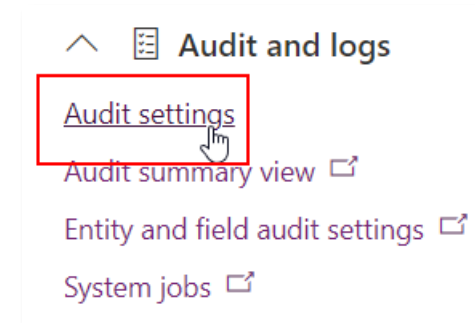 Audit and logs
Audit settings
Audit summary view
Entity and field audit settings
System jobs